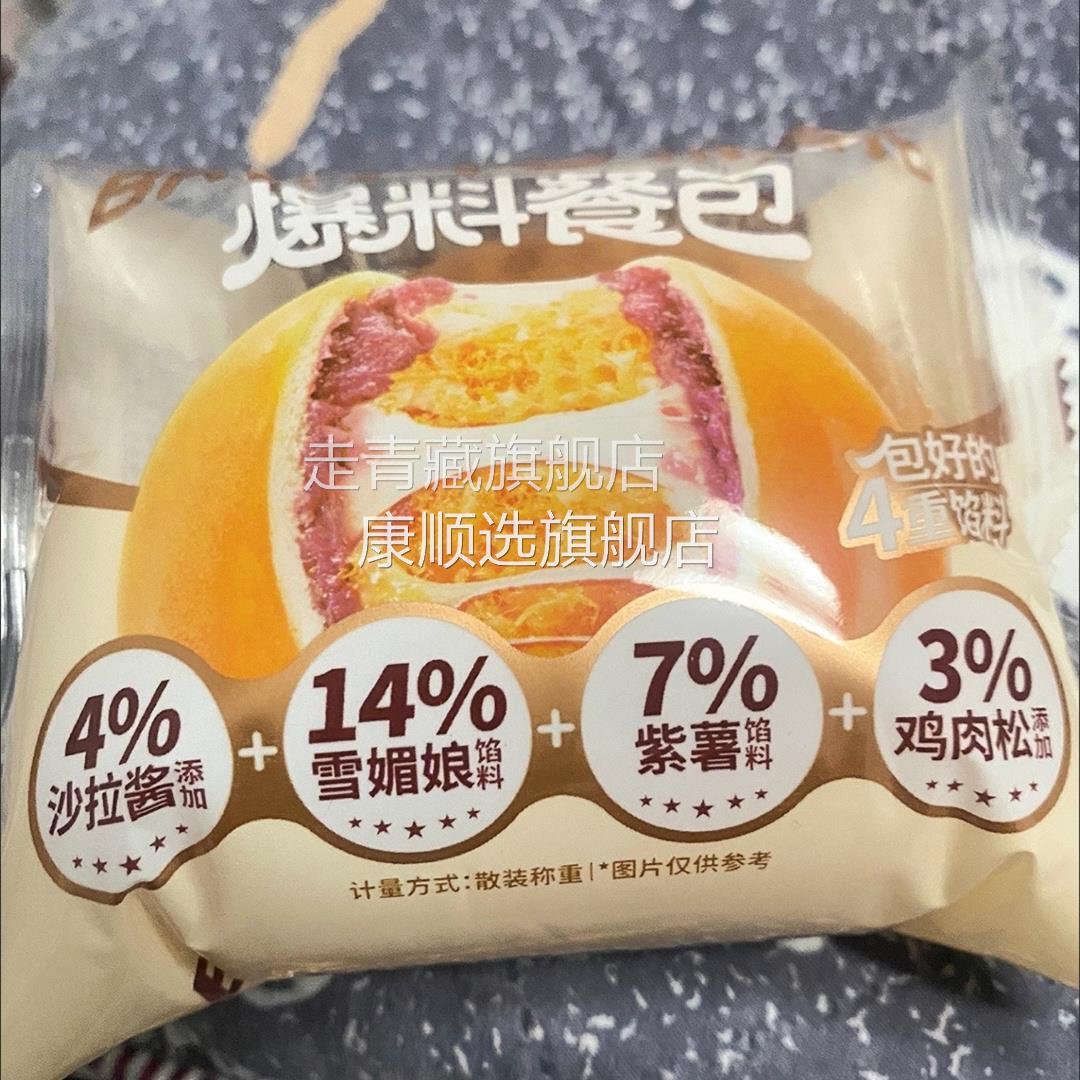 爆料餐包
包好的
4重馅料
走青藏旗舰店
康顺选旗舰店
4% + 14% + 7% + 3%
沙拉酱添加 雪媚娘馅料 紫薯馅料 鸡肉松添加
计量方式:散装称重|*图片仅供参考